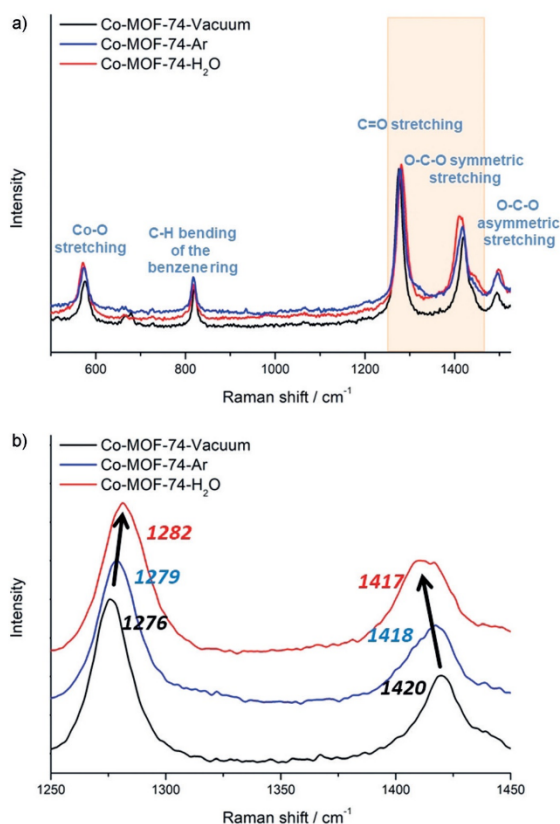 a)
Co-MOF-74-Vacuum
Co-MOF-74-Ar
Co-MOF-74-H₂O
C=O stretching
O-C-O symmetric
stretching
O-C-O
asymmetric
stretching
Co-O
stretching
C-H bending
of the
benzene ring
Intensity
600 800 1000 1200 1400
Raman shift / cm⁻¹
b)
Co-MOF-74-Vacuum
Co-MOF-74-Ar
Co-MOF-74-H₂O
1282
1279
1276
1417
1418
1420
Intensity
1250 1300 1350 1400 1450
Raman shift/cm⁻¹